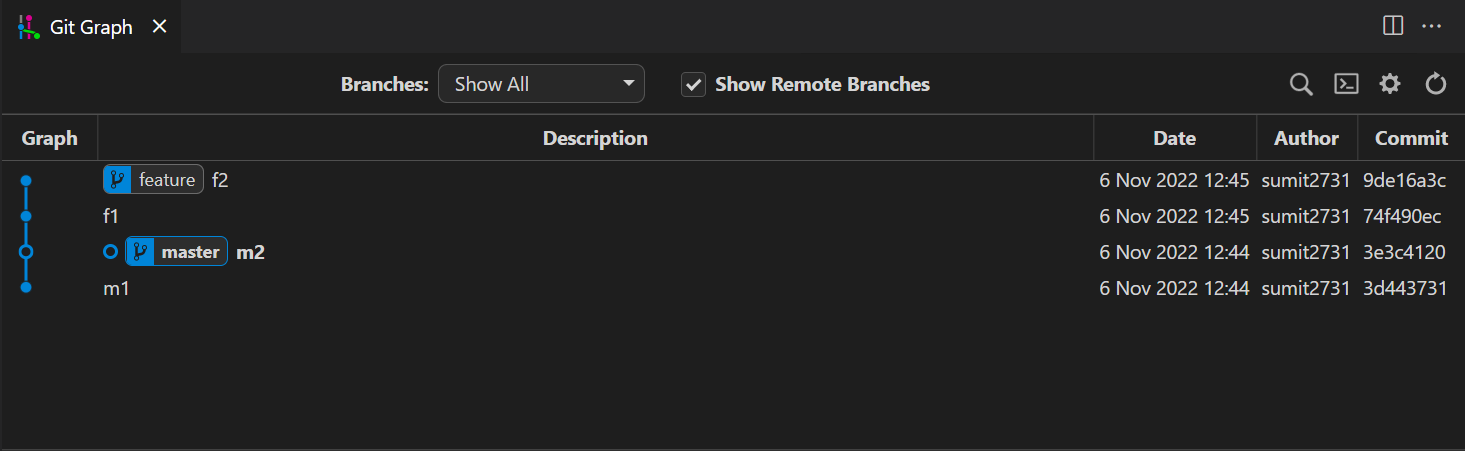 Git Graph
Branches: Show All Show Remote Branches
Graph Description Date Author Commit
feature f2 6 Nov 2022 12:45 sumit2731 9de16a3c
f1 6 Nov 2022 12:45 sumit2731 74f490ec
master m2 6 Nov 2022 12:44 sumit2731 3e3c4120
m1 6 Nov 2022 12:44 sumit2731 3d443731